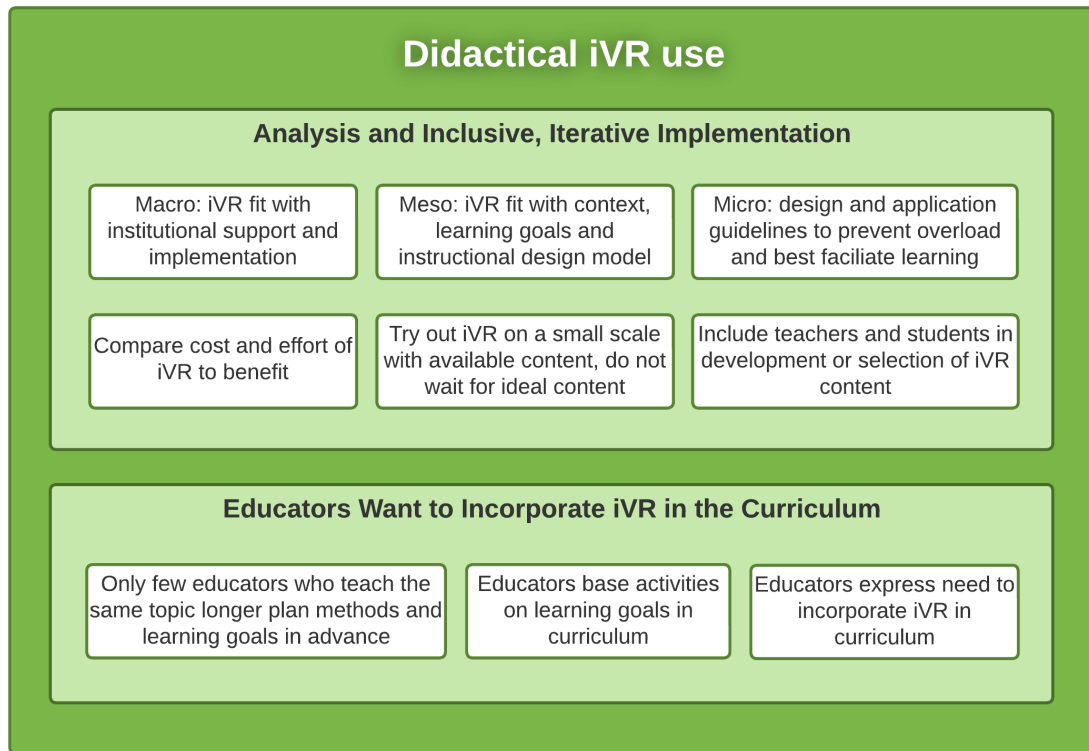 Didactical iVR use
Analysis and Inclusive, Iterative Implementation
Macro: iVR fit with
institutional support and
implementation
Meso: iVR fit with context,
learning goals and
instructional design model
Micro: design and application
guidelines to prevent overload
and best faciliate learning
Compare cost and effort of
iVR to benefit
Try out iVR on a small scale
with available content, do not
wait for ideal content
Include teachers and students in
development or selection of iVR
content
Educators Want to Incorporate iVR in the Curriculum
Only few educators who teach the
same topic longer plan methods and
learning goals in advance
Educators base activities
on learning goals in
curriculum
Educators express need to
incorporate iVR in
curriculum